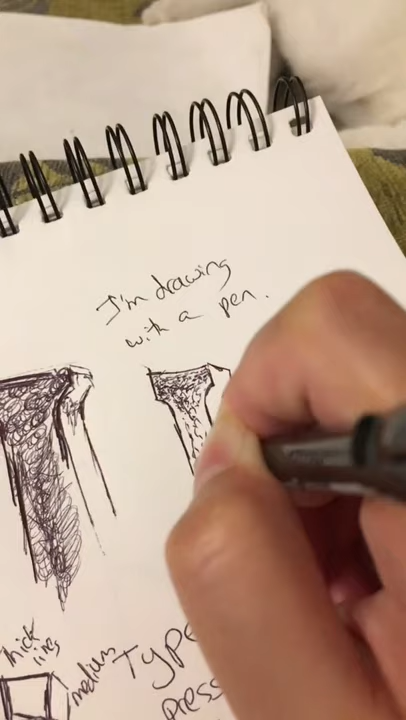 I'm drawing
with a pen.
Thick
lines
medium
Type
press